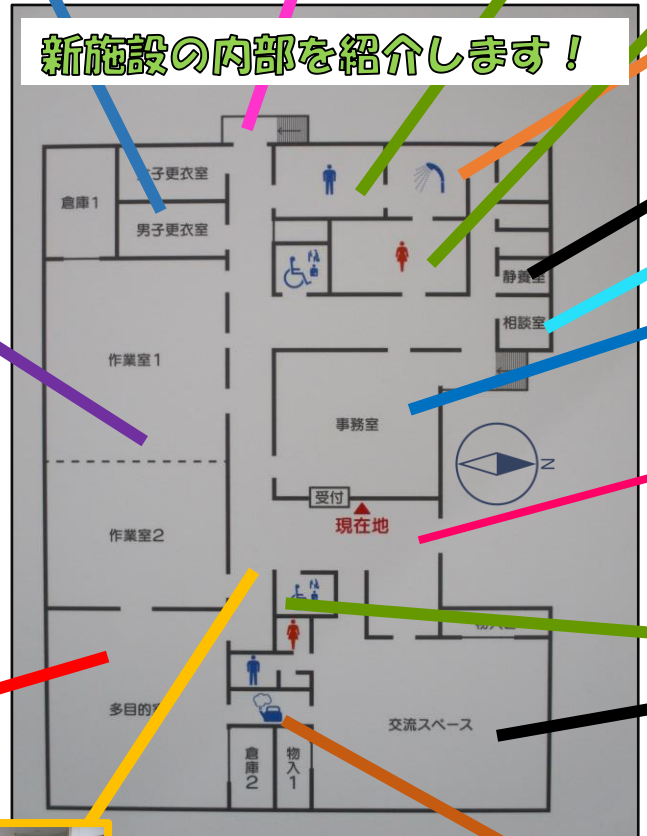 新施設の内部を紹介します！
女子更衣室
倉庫1
男子更衣室
静養室
相談室
作業室1
事務室
N
受付
現在地
作業室2
多目的室
交流スペース
倉庫2
物入1